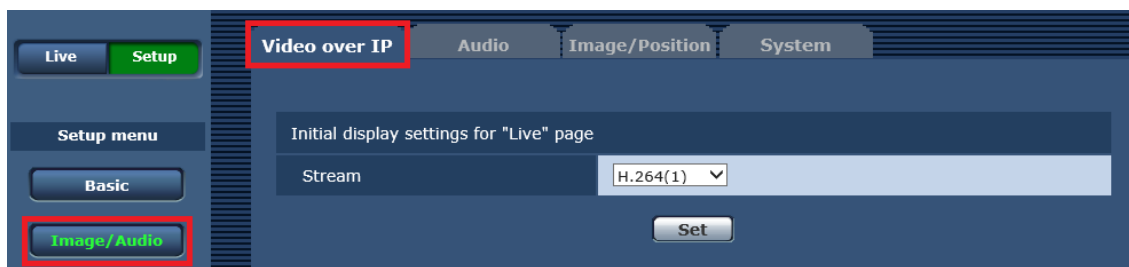 Live Setup
Video over IP Audio Image/Position System
Setup menu
Initial display settings for "Live" page
Basic
Stream H.264(1)
Image/Audio
Set